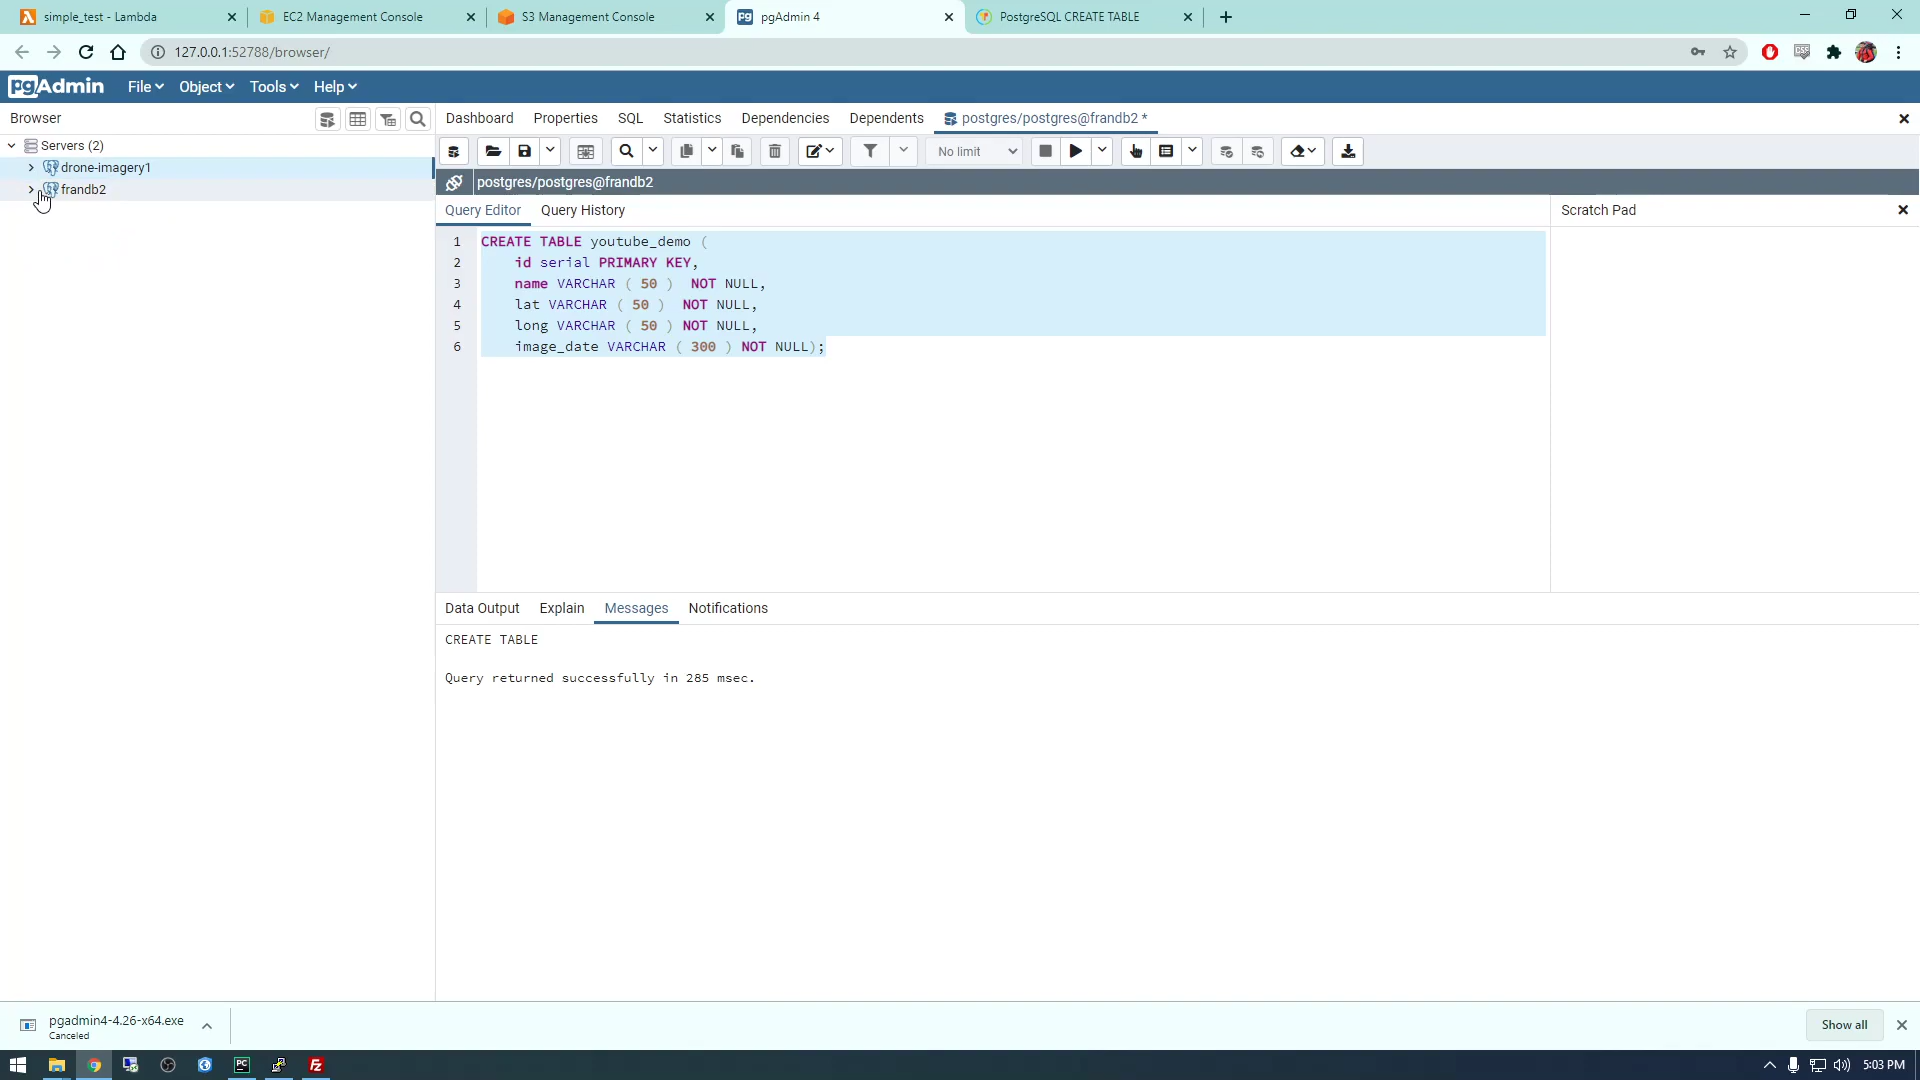 simple_test - Lambda
EC2 Management Console
S3 Management Console
pgAdmin 4
PostgreSQL CREATE TABLE
127.0.0.1:52788/browser/
pgAdmin
File
Object
Tools
Help
Browser
Dashboard
Properties
SQL
Statistics
Dependencies
Dependents
postgres/postgres@frandb2 *
Servers (2)
drone-imagery1
frandb2
No limit
postgres/postgres@frandb2
Query Editor
Query History
Scratch Pad
1 CREATE TABLE youtube_demo (
2 id serial PRIMARY KEY,
3 name VARCHAR ( 50 ) NOT NULL,
4 lat VARCHAR ( 50 ) NOT NULL,
5 long VARCHAR ( 50 ) NOT NULL,
6 image_date VARCHAR ( 300 ) NOT NULL);
Data Output
Explain
Messages
Notifications
CREATE TABLE
Query returned successfully in 285 msec.
pgadmin4-4.26-x64.exe
Canceled
Show all
5:03 PM